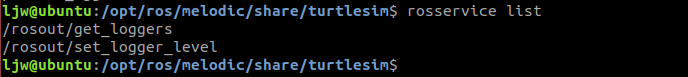 ljw@ubuntu:/opt/ros/melodic/share/turtlesim$ rosservice list
/rosout/get_loggers
/rosout/set_logger_level
ljw@ubuntu:/opt/ros/melodic/share/turtlesim$